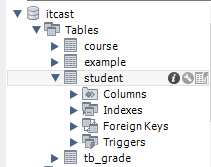 itcast
Tables
course
example
student
Columns
Indexes
Foreign Keys
Triggers
tb_grade